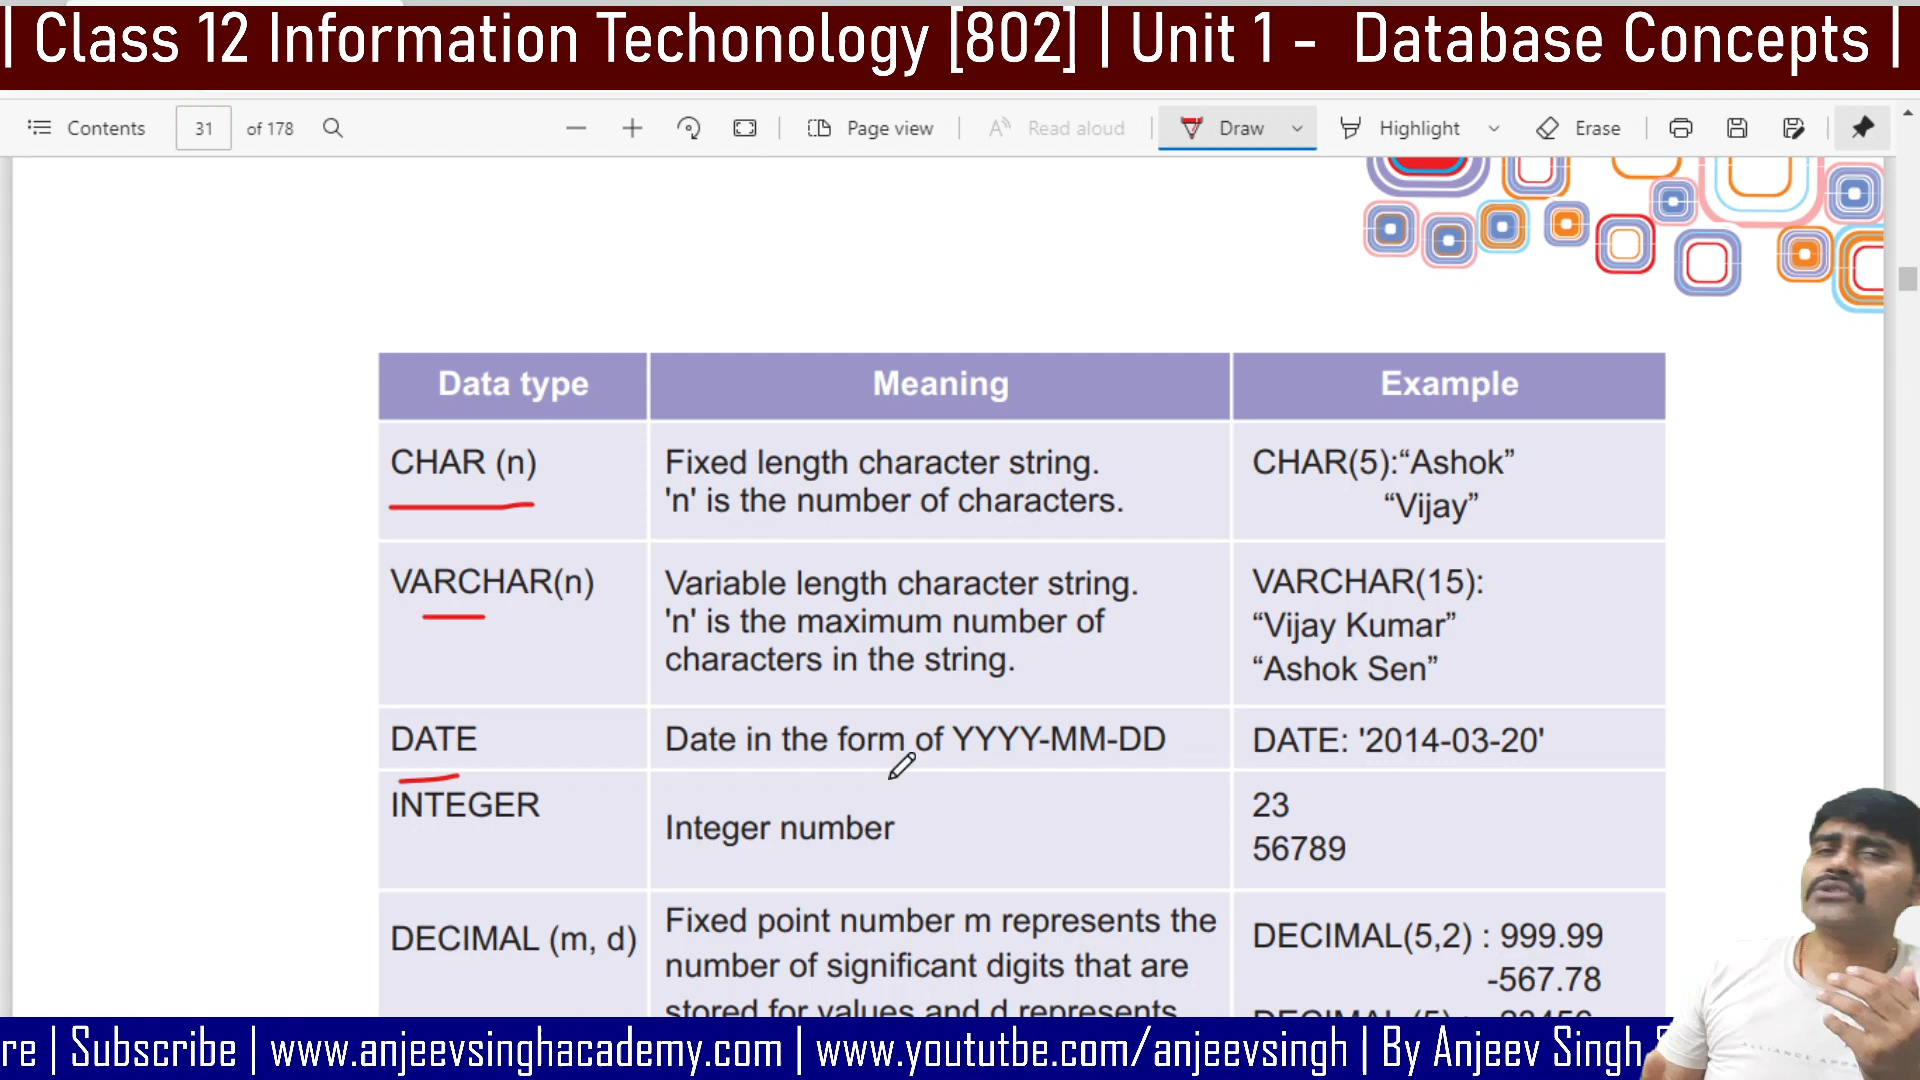 | Class 12 Information Techonology [802] | Unit 1 - Database Concepts |
Contents 31 of 178 Page view Read aloud Draw Highlight Erase
Data type Meaning Example
CHAR (n)
Fixed length character string.
'n' is the number of characters.
CHAR(5):“Ashok”
“Vijay”
VARCHAR(n)
Variable length character string.
'n' is the maximum number of
characters in the string.
VARCHAR(15):
“Vijay Kumar”
“Ashok Sen”
DATE
Date in the form of YYYY-MM-DD
DATE: '2014-03-20'
INTEGER
Integer number
23
56789
DECIMAL (m, d)
Fixed point number m represents the
number of significant digits that are
stored for values and d represents
DECIMAL(5,2) : 999.99
-567.78
re | Subscribe | www.anjeevsinghacademy.com | www.yoututbe.com/anjeevsingh | By Anjeev Singh